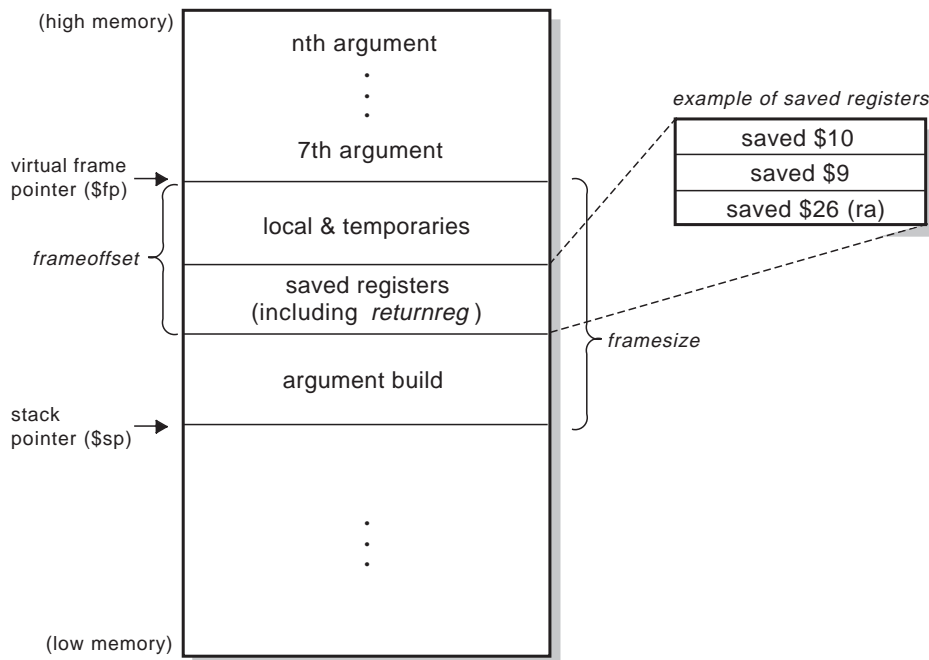 (high memory)
nth argument
example of saved registers
saved $10
7th argument
virtual frame
pointer ($fp)
saved $9
saved $26 (ra)
local & temporaries
frameoffset
saved registers
(including returnreg )
framesize
argument build
stack
pointer ($sp)
(low memory)